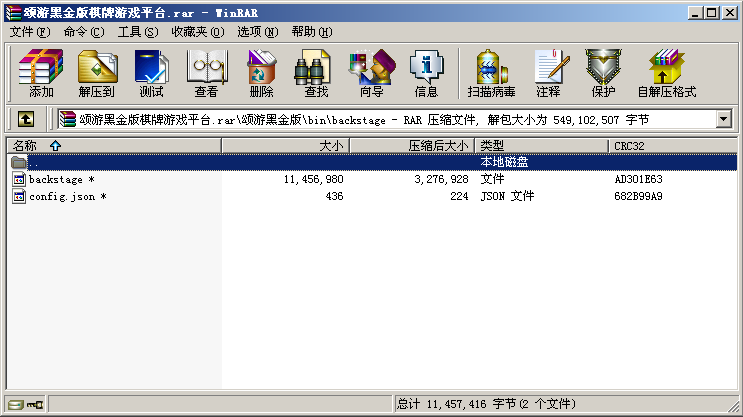 颂游黑金版棋牌游戏平台.rar - WinRAR
文件(F) 命令(C) 工具(S) 收藏夹(O) 选项(N) 帮助(H)
添加 解压到 测试 查看 删除 查找 向导 信息 扫描病毒 注释 保护 自解压格式
颂游黑金版棋牌游戏平台.rar\颂游黑金版\bin\backstage - RAR 压缩文件, 解包大小为 549,102,507 字节
名称 大小 压缩后大小 类型 CRC32
.. 本地磁盘
backstage * 11,456,980 3,276,928 文件 AD301E63
config.json * 436 224 JSON 文件 682B99A9
总计 11,457,416 字节(2 个文件)